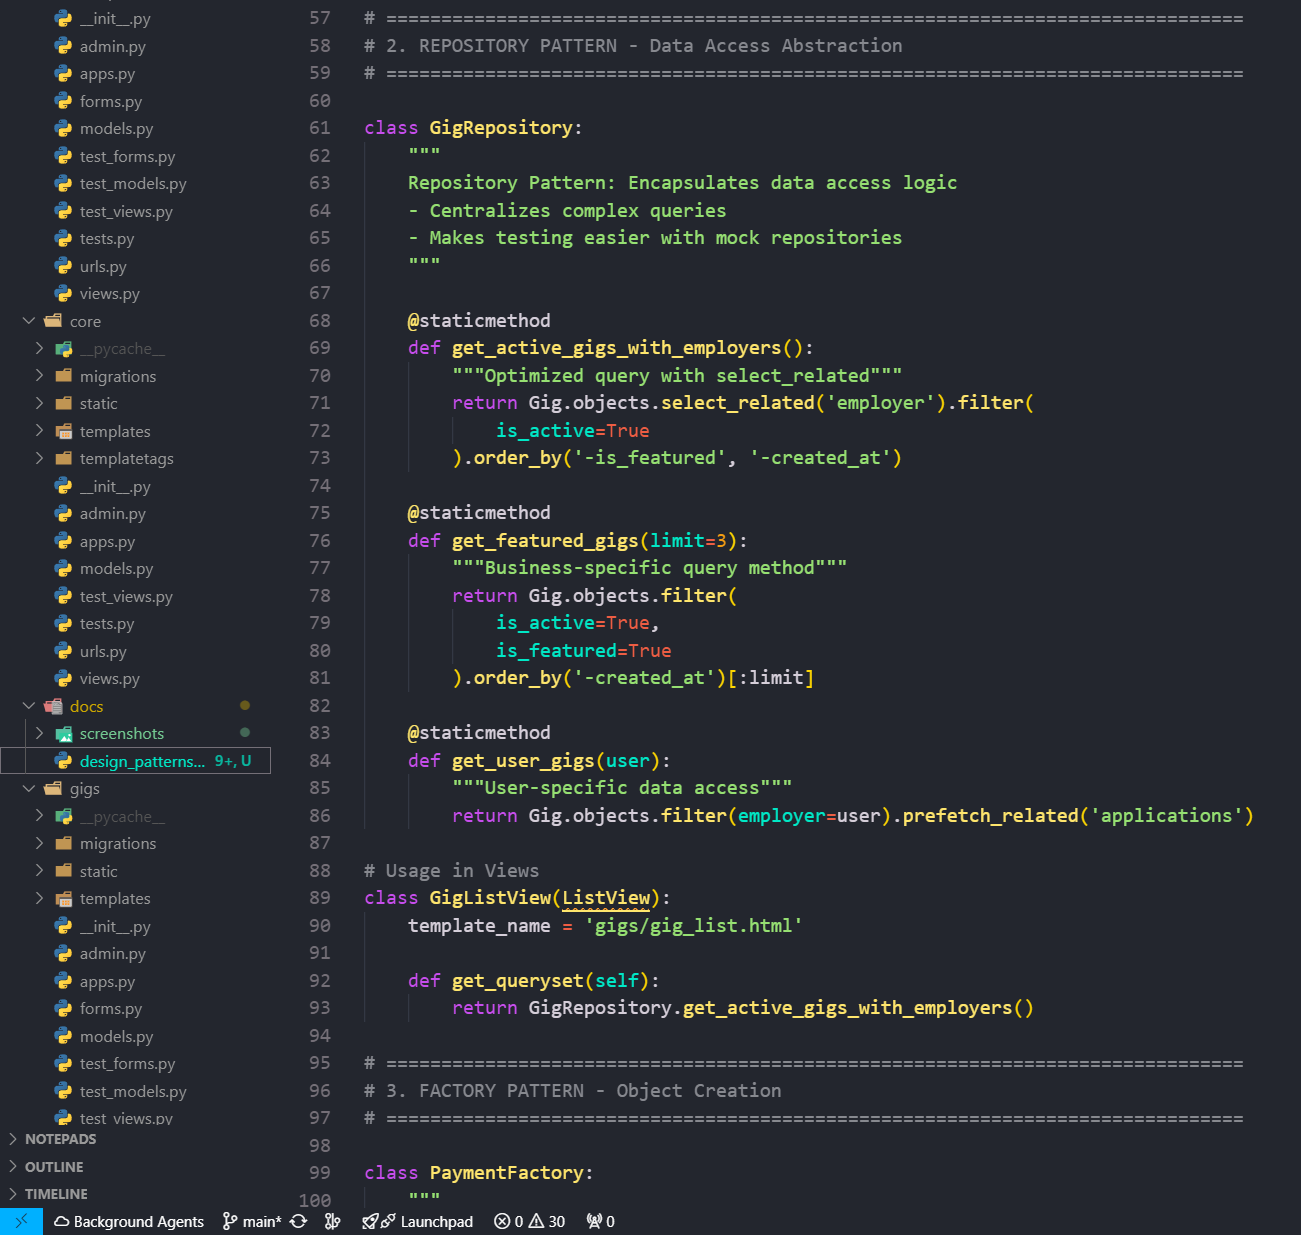 __init__.py
admin.py
apps.py
forms.py
models.py
test_forms.py
test_models.py
test_views.py
tests.py
urls.py
views.py
core
__pycache__
migrations
static
templates
templatetags
__init__.py
admin.py
apps.py
models.py
test_views.py
tests.py
urls.py
views.py
docs
screenshots
design_patterns... 9+, U
gigs
__pycache__
migrations
static
templates
__init__.py
admin.py
apps.py
forms.py
models.py
test_forms.py
test_models.py
test_views.py
NOTEPADS
OUTLINE
TIMELINE
57 # ==============================================================================
58 # 2. REPOSITORY PATTERN - Data Access Abstraction
59 # ==============================================================================
60
61 class GigRepository:
62     """
63     Repository Pattern: Encapsulates data access logic
64     - Centralizes complex queries
65     - Makes testing easier with mock repositories
66     """
67
68     @staticmethod
69     def get_active_gigs_with_employers():
70         """Optimized query with select_related"""
71         return Gig.objects.select_related('employer').filter(
72             is_active=True
73         ).order_by('-is_featured', '-created_at')
74
75     @staticmethod
76     def get_featured_gigs(limit=3):
77         """Business-specific query method"""
78         return Gig.objects.filter(
79             is_active=True,
80             is_featured=True
81         ).order_by('-created_at')[:limit]
82
83     @staticmethod
84     def get_user_gigs(user):
85         """User-specific data access"""
86         return Gig.objects.filter(employer=user).prefetch_related('applications')
87
88 # Usage in Views
89 class GigListView(ListView):
90     template_name = 'gigs/gig_list.html'
91
92     def get_queryset(self):
93         return GigRepository.get_active_gigs_with_employers()
94
95 # ==============================================================================
96 # 3. FACTORY PATTERN - Object Creation
97 # ==============================================================================
98
99 class PaymentFactory:
100     """
Background Agents main* Launchpad 0 30 0